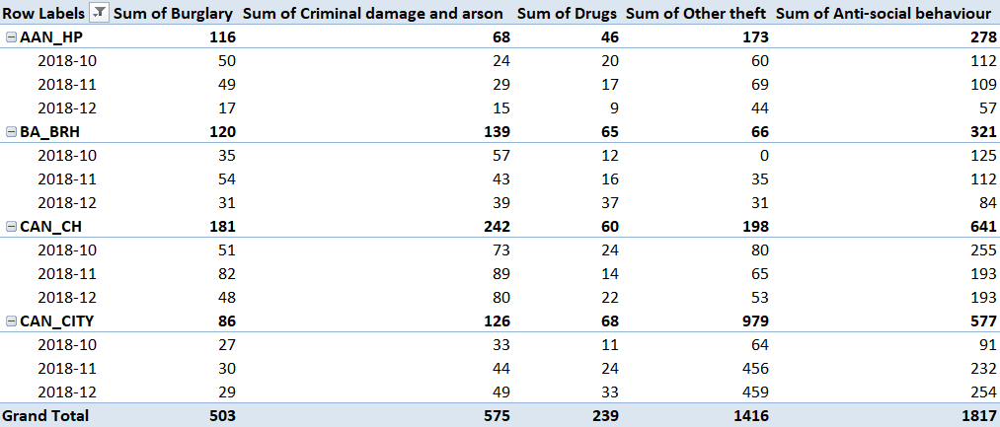 Row Labels Sum of Burglary Sum of Criminal damage and arson Sum of Drugs Sum of Other theft Sum of Anti-social behaviour
AAN_HP 116 68 46 173 278
2018-10 50 24 20 60 112
2018-11 49 29 17 69 109
2018-12 17 15 9 44 57
BA_BRH 120 139 65 66 321
2018-10 35 57 12 0 125
2018-11 54 43 16 35 112
2018-12 31 39 37 31 84
CAN_CH 181 242 60 198 641
2018-10 51 73 24 80 255
2018-11 82 89 14 65 193
2018-12 48 80 22 53 193
CAN_CITY 86 126 68 979 577
2018-10 27 33 11 64 91
2018-11 30 44 24 456 232
2018-12 29 49 33 459 254
Grand Total 503 575 239 1416 1817